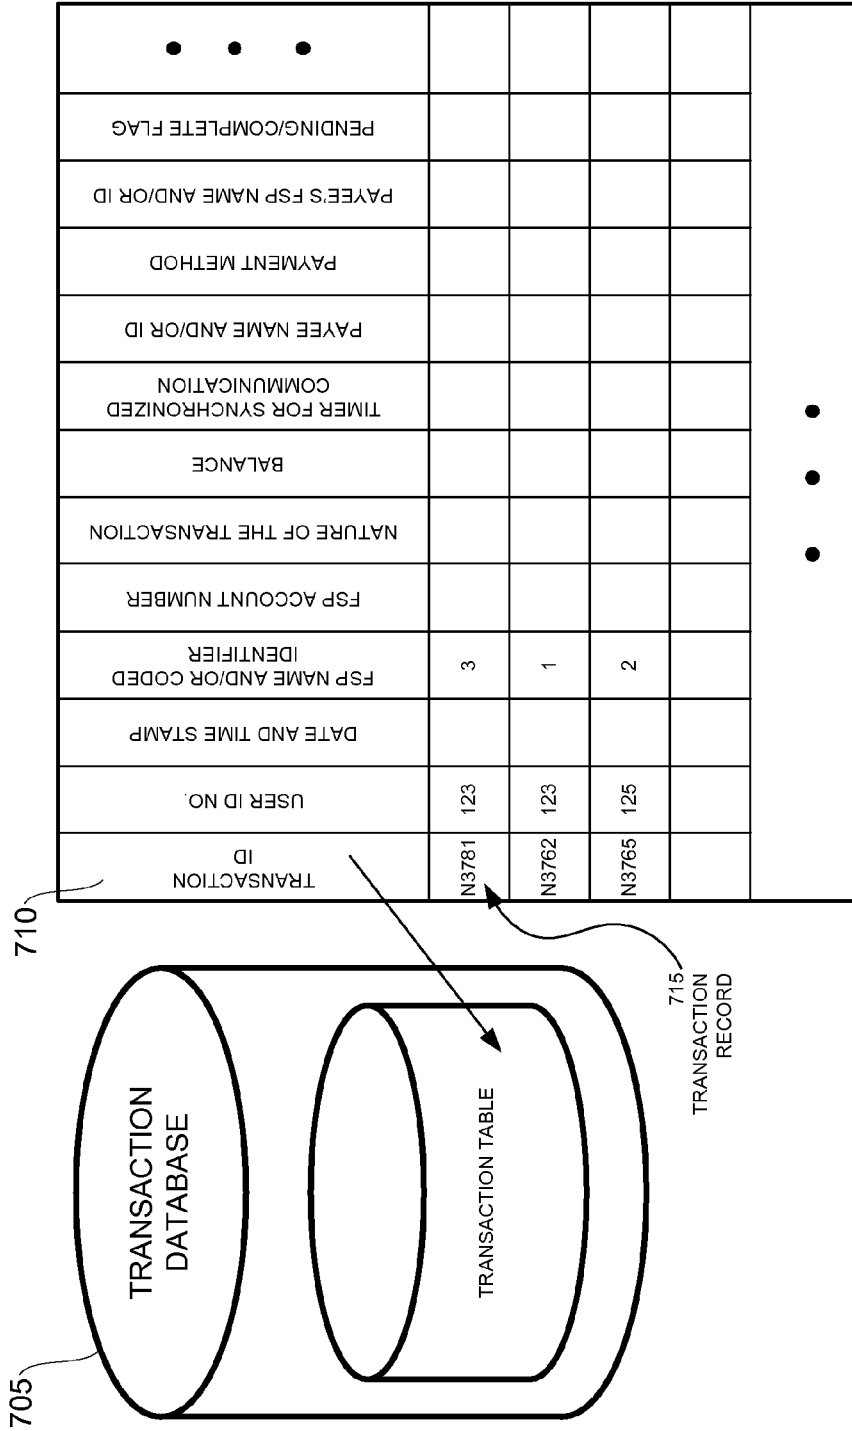 705
TRANSACTION
DATABASE
TRANSACTION TABLE
710
TRANSACTION
ID
USER ID NO.
DATE AND TIME STAMP
FSP NAME AND/OR CODED
IDENTIFIER
FSP ACCOUNT NUMBER
NATURE OF THE TRANSACTION
BALANCE
TIMER FOR SYNCHRONIZED
COMMUNICATION
PAYEE NAME AND/OR ID
PAYMENT METHOD
PAYEE'S FSP NAME AND/OR ID
PENDING/COMPLETE FLAG
N3781 123 3
N3762 123 1
N3765 125 2
715
TRANSACTION
RECORD